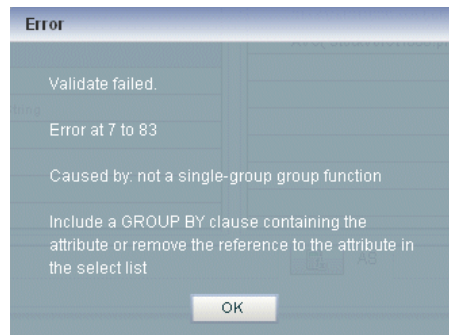 Error
Validate failed.
Error at 7 to 83
Caused by: not a single-group group function
Include a GROUP BY clause containing the
attribute or remove the reference to the attribute in
the select list
AS
OK